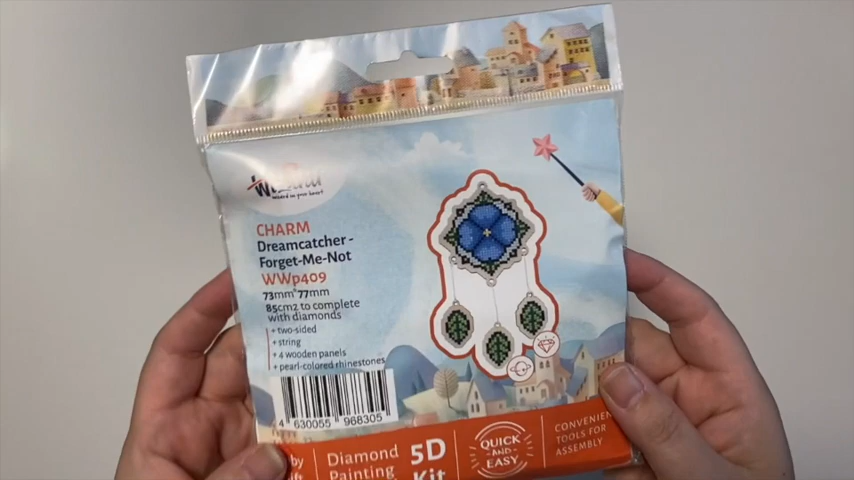 CHARM
Dreamcatcher -
Forget-Me-Not
WWp409
73mm*77mm
85cm2 to complete
with diamonds
+ two-sided
+ string
+ 4 wooden panels
+ pearl-colored rhinestones
4 630055 968305
by
Diamond
Painting
5D
Kit
QUICK
AND
EASY
CONVENIEN
TOOLS FOR
ASSEMBLY